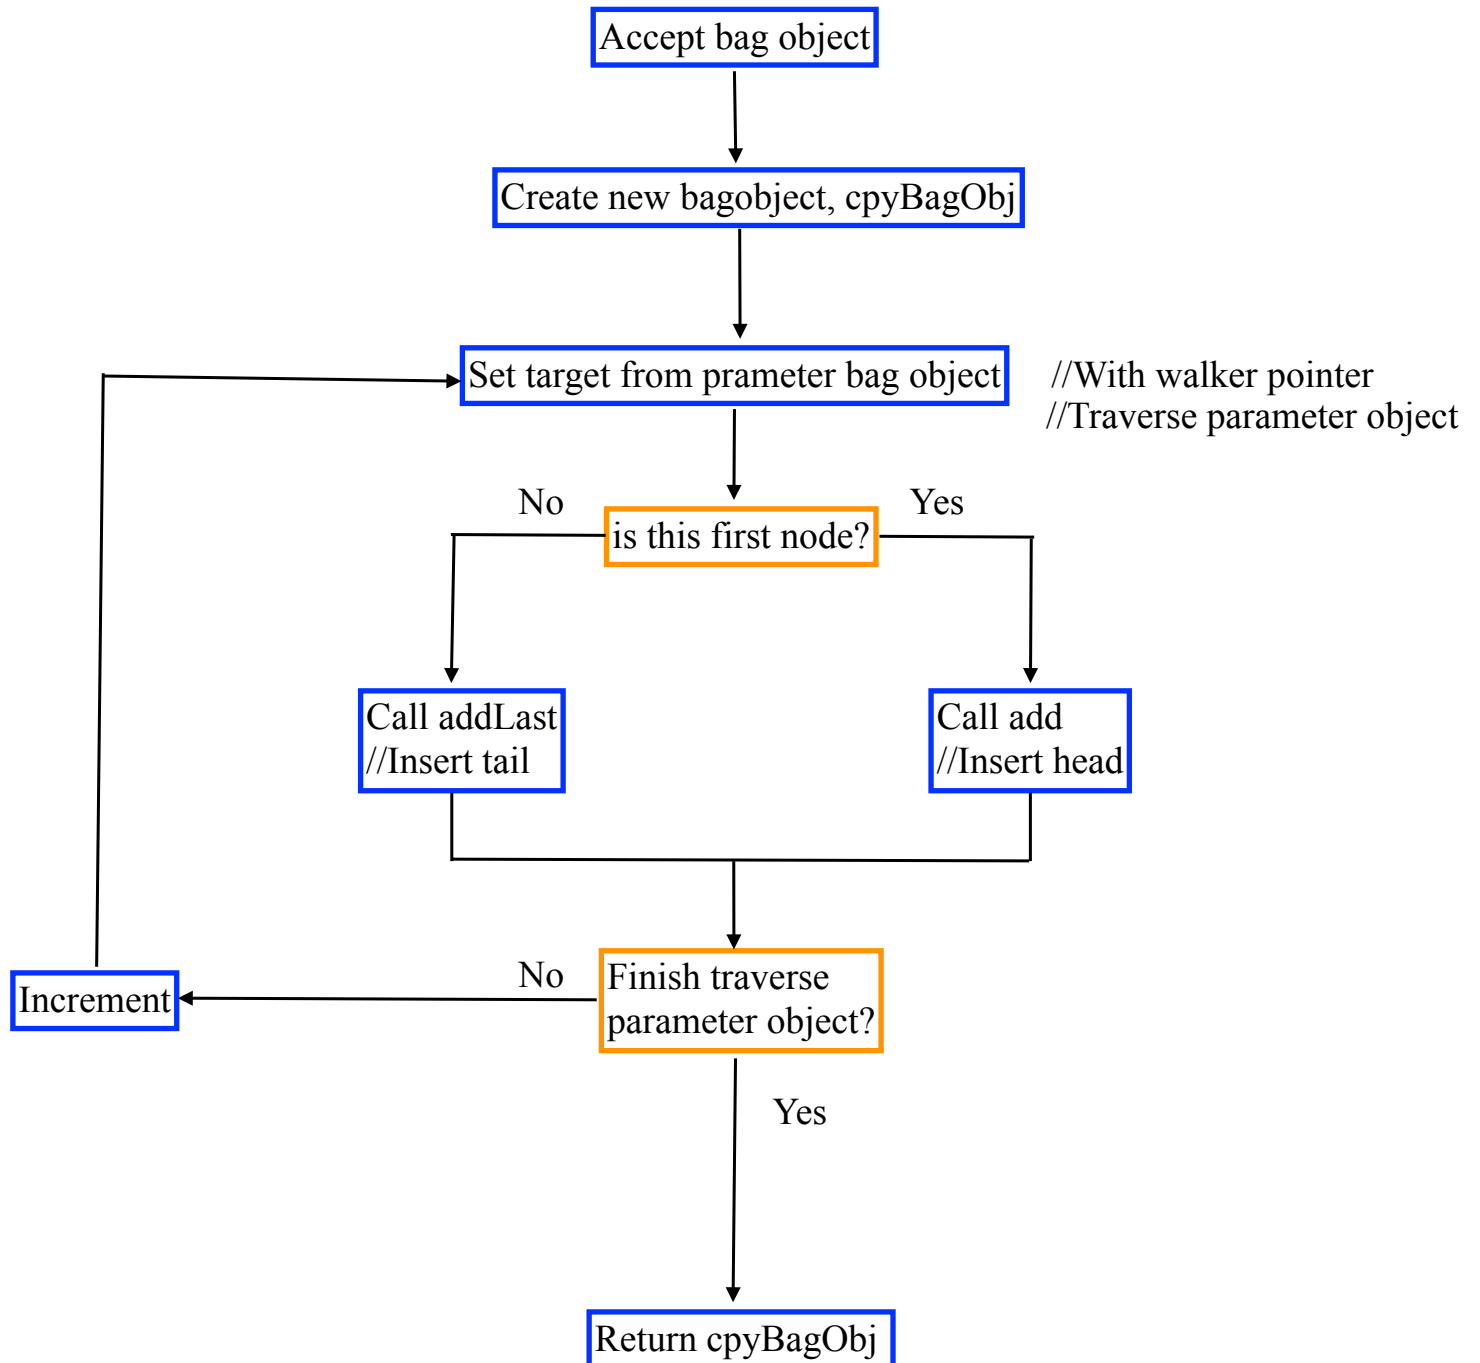 Accept bag object
Create new bagobject, cpyBagObj
Set target from prameter bag object
//With walker pointer
//Traverse parameter object
No
Yes
is this first node?
Call addLast
//Insert tail
Call add
//Insert head
No
Finish traverse
parameter object?
Increment
Yes
Return cpyBagObj